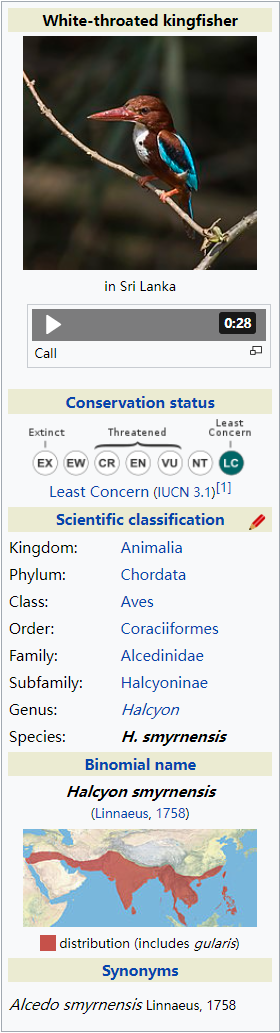 White-throated kingfisher
in Sri Lanka
0:28
Call
Conservation status
Extinct
Threatened
Least
Concern
EX EW CR EN VU NT LC
Least Concern (IUCN 3.1)[1]
Scientific classification
Kingdom: Animalia
Phylum: Chordata
Class: Aves
Order: Coraciiformes
Family: Alcedinidae
Subfamily: Halcyoninae
Genus: Halcyon
Species: H. smyrnensis
Binomial name
Halcyon smyrnensis
(Linnaeus, 1758)
distribution (includes gularis)
Synonyms
Alcedo smyrnensis Linnaeus, 1758